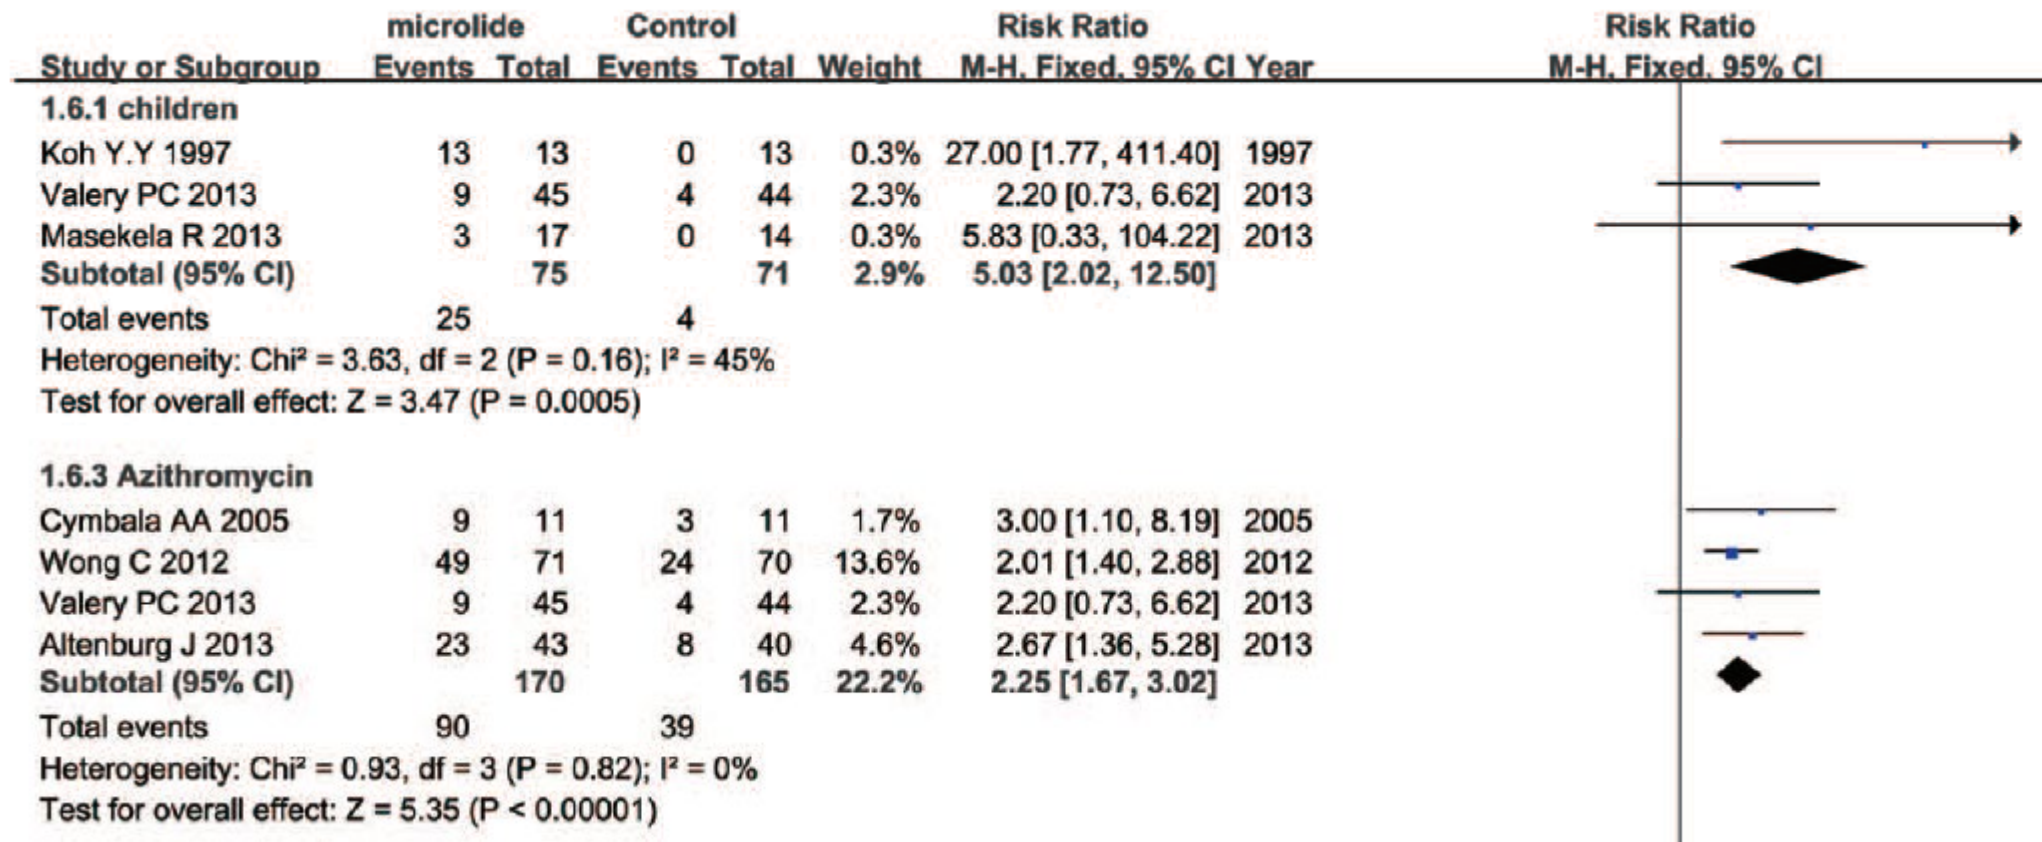 microlide Control Risk Ratio Risk Ratio
Study or Subgroup Events Total Events Total Weight M-H, Fixed, 95% CI Year M-H, Fixed, 95% CI
1.6.1 children
Koh Y.Y 1997 13 13 0 13 0.3% 27.00 [1.77, 411.40] 1997
Valery PC 2013 9 45 4 44 2.3% 2.20 [0.73, 6.62] 2013
Masekela R 2013 3 17 0 14 0.3% 5.83 [0.33, 104.22] 2013
Subtotal (95% CI) 75 71 2.9% 5.03 [2.02, 12.50]
Total events 25 4
Heterogeneity: Chi² = 3.63, df = 2 (P = 0.16); I² = 45%
Test for overall effect: Z = 3.47 (P = 0.0005)
1.6.3 Azithromycin
Cymbala AA 2005 9 11 3 11 1.7% 3.00 [1.10, 8.19] 2005
Wong C 2012 49 71 24 70 13.6% 2.01 [1.40, 2.88] 2012
Valery PC 2013 9 45 4 44 2.3% 2.20 [0.73, 6.62] 2013
Altenburg J 2013 23 43 8 40 4.6% 2.67 [1.36, 5.28] 2013
Subtotal (95% CI) 170 165 22.2% 2.25 [1.67, 3.02]
Total events 90 39
Heterogeneity: Chi² = 0.93, df = 3 (P = 0.82); I² = 0%
Test for overall effect: Z = 5.35 (P < 0.00001)